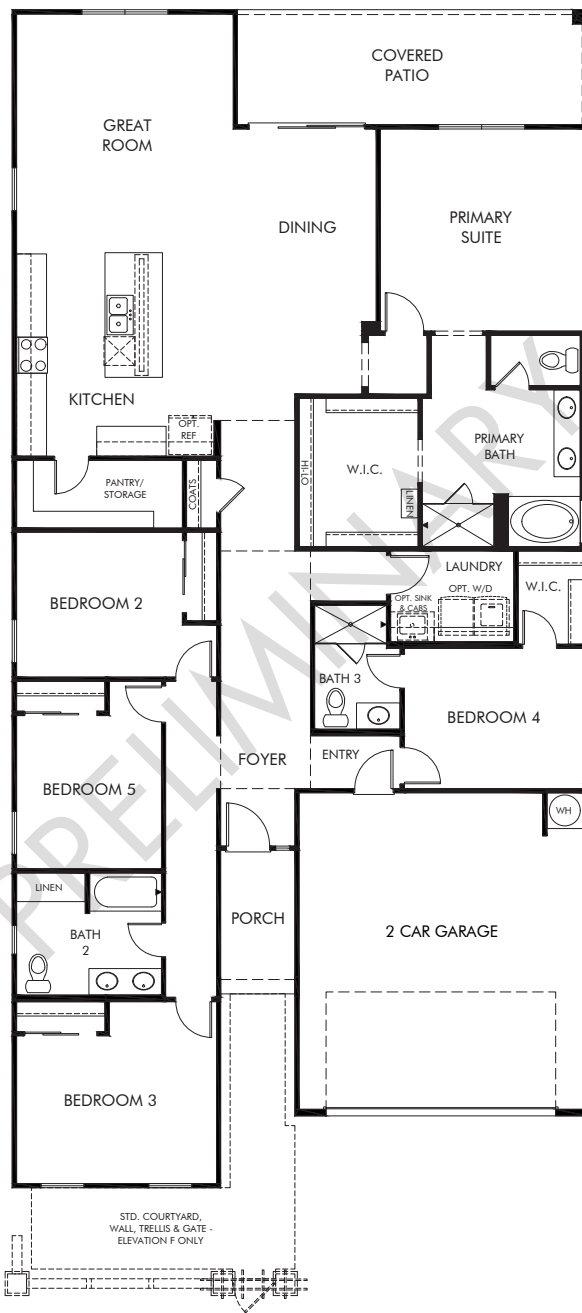 COVERED
PATIO
GREAT
ROOM
DINING
PRIMARY
SUITE
KITCHEN
OPT.
REF
PANTRY/
STORAGE
COATS
HI-LO
W.I.C.
LINEN
PRIMARY
BATH
BEDROOM 2
LAUNDRY
OPT. W/D
OPT. SINK
& CABS
W.I.C.
BATH 3
BEDROOM 4
BEDROOM 5
FOYER
ENTRY
WH
LINEN
BATH
2
PORCH
2 CAR GARAGE
BEDROOM 3
STD. COURTYARD,
WALL, TRELLIS & GATE -
ELEVATION F ONLY
PRELIMINARY